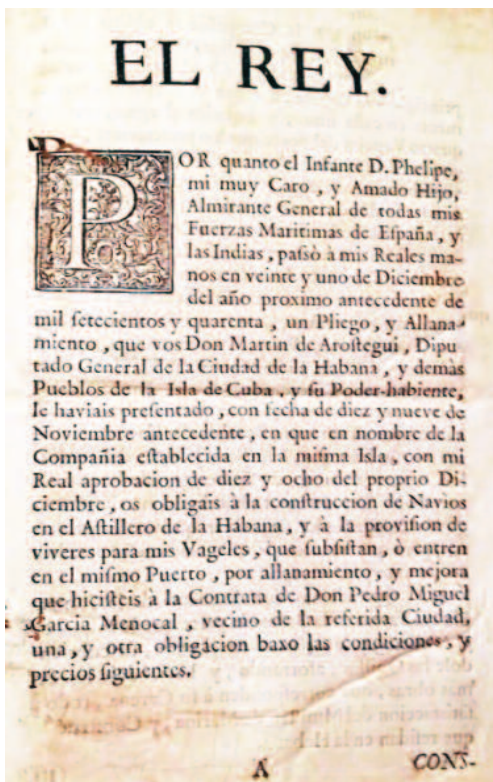 EL REY.
POR quanto el Infante D. Phelipe,
mi muy Caro, y Amado Hijo,
Almirante General de todas mis
Fuerzas Maritimas de Eſpaña, y
las Indias, paſsò à mis Reales ma-
nos en veinte y uno de Diciembre
del año proximo antecedente de
mil ſetecientos y quarenta, un Pliego, y Allana-
miento, que vos Don Martin de Aroſtegui, Dipu
tado General de la Ciudad de la Habana, y demàs
Pueblos de la Isla de Cuba, y ſu Poder-habiente,
le haviais preſentado, con fecha de diez y nueve de
Noviembre antecedente, en que en nombre de la
Compañia eſtablecida en la miſma Isla, con mi
Real aprobacion de diez y ocho del proprio Di-
ciembre, os obligais à la conſtruccion de Navios
en el Aſtillero de la Habana, y à la proviſion de
viveres para mis Vageles, que ſubſiſtan, ò entren
en el miſmo Puerto, por allanamiento, y mejora
que hiciſteis à la Contrata de Don Pedro Miguel
Garcia Menocal, vecino de la referida Ciudad,
una, y otra obligacion baxo las condiciones, y
precios ſiguientes.
A CONS-